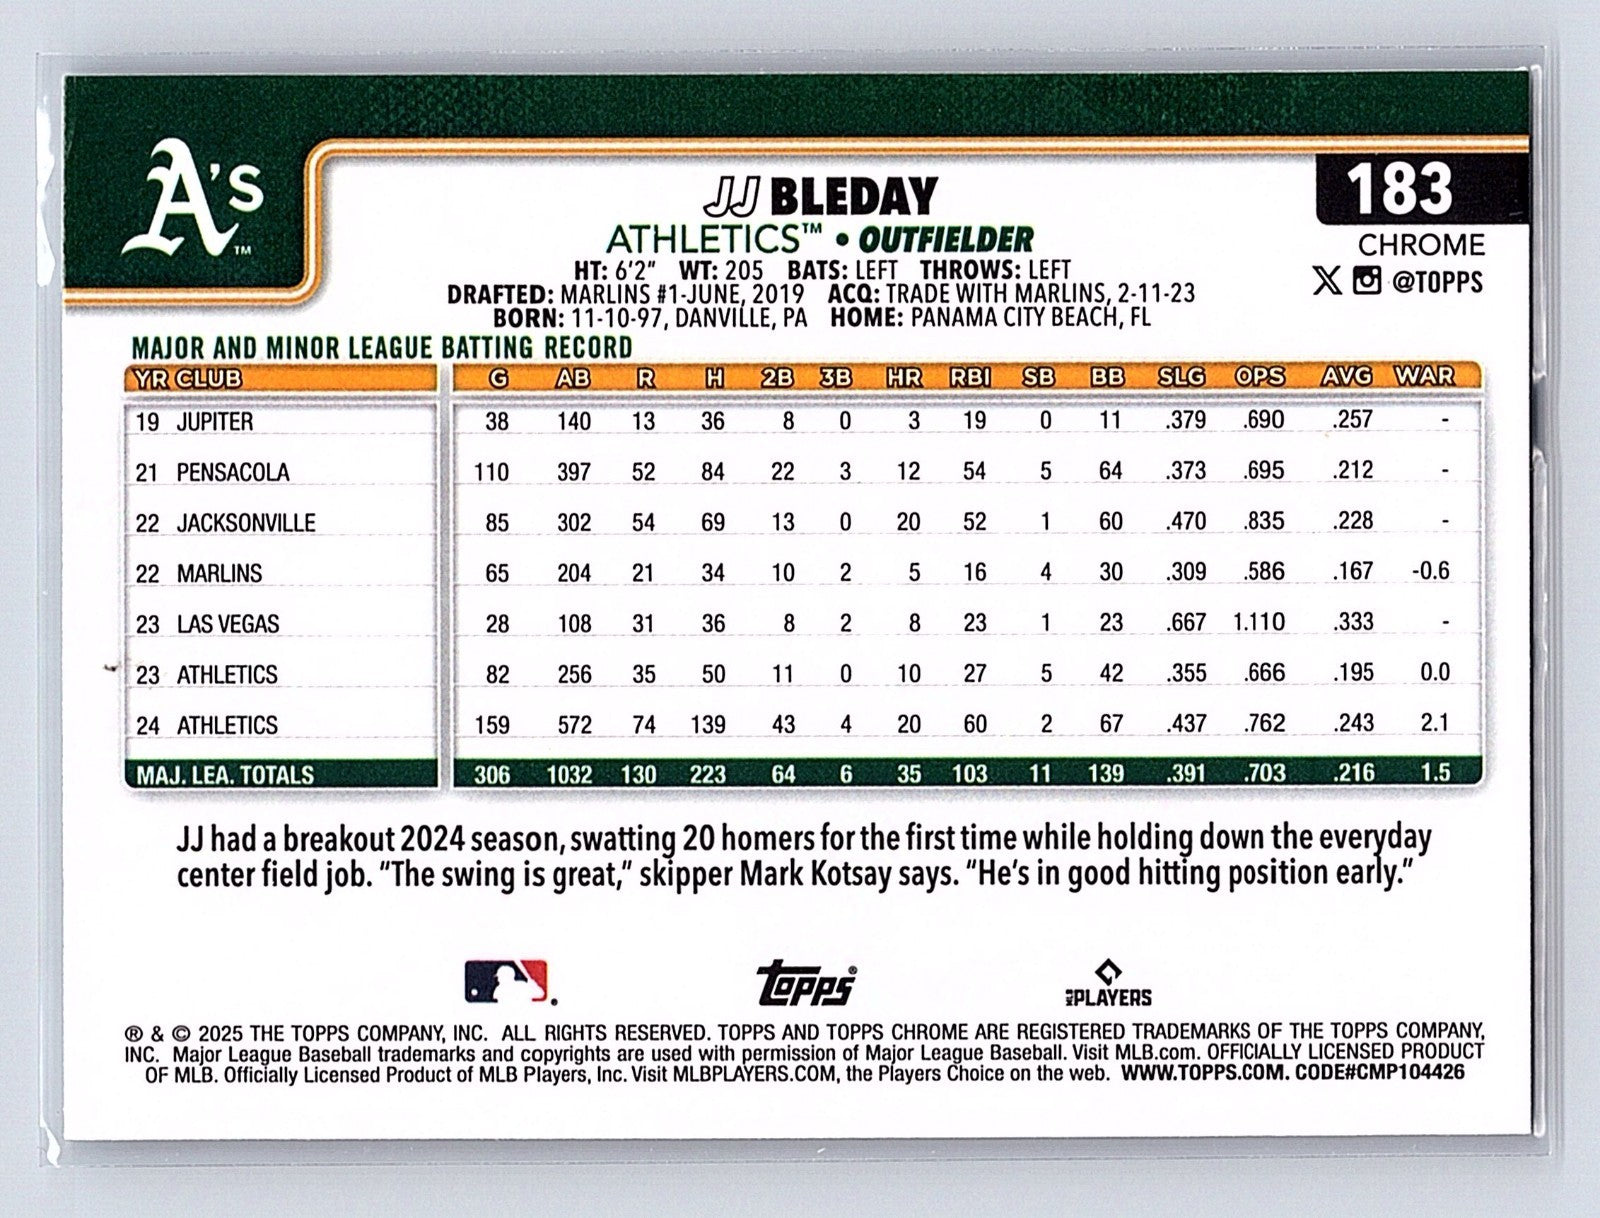 A's™
183
JJ BLEDAY
CHROME
ATHLETICS™ • OUTFIELDER
HT: 6'2" WT: 205 BATS: LEFT THROWS: LEFT
@TOPPS
DRAFTED: MARLINS #1-JUNE, 2019 ACQ: TRADE WITH MARLINS, 2-11-23
BORN: 11-10-97, DANVILLE, PA HOME: PANAMA CITY BEACH, FL
MAJOR AND MINOR LEAGUE BATTING RECORD
YR CLUB G AB R H 2B 3B HR RBI SB BB SLG OPS AVG WAR
19 JUPITER 38 140 13 36 8 0 3 19 0 11 .379 .690 .257 -
21 PENSACOLA 110 397 52 84 22 3 12 54 5 64 .373 .695 .212 -
22 JACKSONVILLE 85 302 54 69 13 0 20 52 1 60 .470 .835 .228 -
22 MARLINS 65 204 21 34 10 2 5 16 4 30 .309 .586 .167 -0.6
23 LAS VEGAS 28 108 31 36 8 2 8 23 1 23 .667 1.110 .333 -
23 ATHLETICS 82 256 35 50 11 0 10 27 5 42 .355 .666 .195 0.0
24 ATHLETICS 159 572 74 139 43 4 20 60 2 67 .437 .762 .243 2.1
MAJ. LEA. TOTALS 306 1032 130 223 64 6 35 103 11 139 .391 .703 .216 1.5
JJ had a breakout 2024 season, swatting 20 homers for the first time while holding down the everyday
center field job. "The swing is great," skipper Mark Kotsay says. "He's in good hitting position early."
Topps®
MLB PLAYERS
® & © 2025 THE TOPPS COMPANY, INC. ALL RIGHTS RESERVED. TOPPS AND TOPPS CHROME ARE REGISTERED TRADEMARKS OF THE TOPPS COMPANY,
INC. Major League Baseball trademarks and copyrights are used with permission of Major League Baseball. Visit MLB.com. OFFICIALLY LICENSED PRODUCT
OF MLB. Officially Licensed Product of MLB Players, Inc. Visit MLBPLAYERS.COM, the Players Choice on the web. WWW.TOPPS.COM. CODE#CMP104426